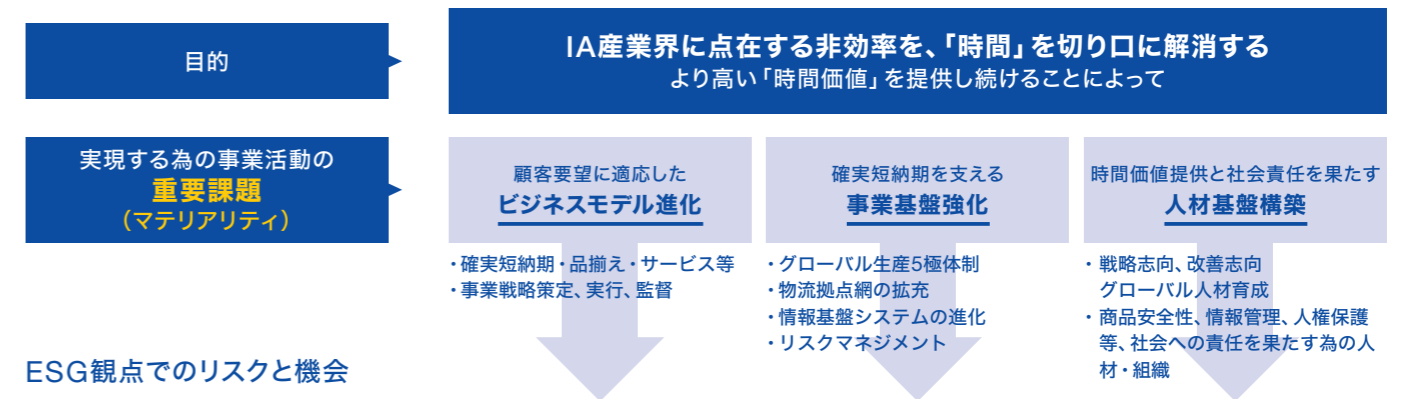 目的
IA産業界に点在する非効率を、「時間」を切り口に解消する
より高い「時間価値」を提供し続けることによって
実現する為の事業活動の
重要課題
（マテリアリティ）
顧客要望に適応した
ビジネスモデル進化
・確実短納期・品揃え・サービス等
・事業戦略策定、実行、監督
確実短納期を支える
事業基盤強化
・グローバル生産5極体制
・物流拠点網の拡充
・情報基盤システムの進化
・リスクマネジメント
時間価値提供と社会責任を果たす
人材基盤構築
・戦略志向、改善志向
グローバル人材育成
・商品安全性、情報管理、人権保護
等、社会への責任を果たす為の人
材・組織
ESG観点でのリスクと機会